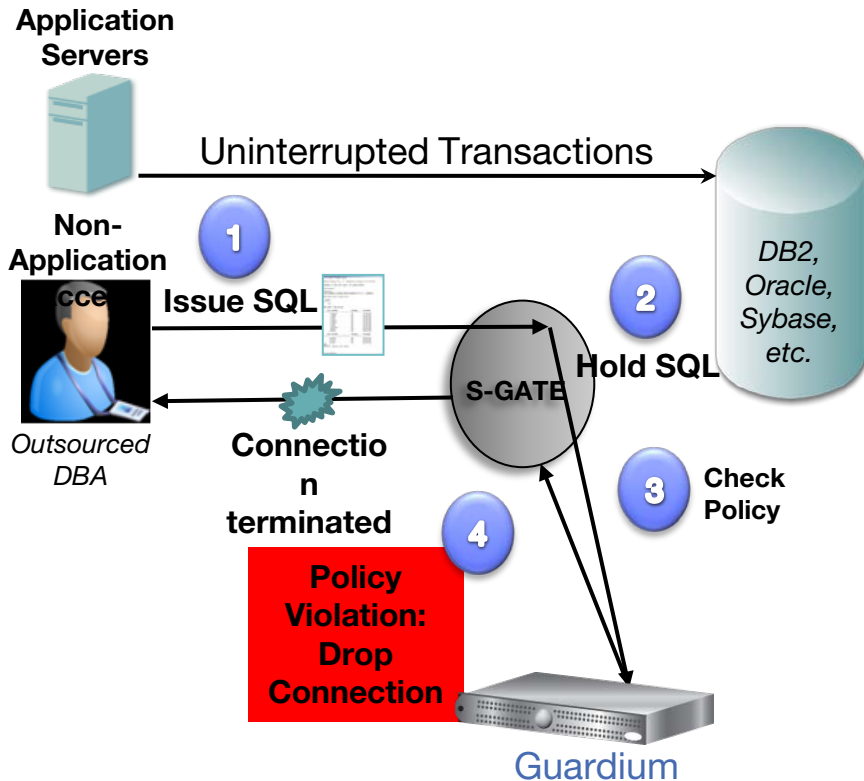 Application
Servers
Uninterrupted Transactions
Non-
Application
cce
1
Issue SQL
2
Hold SQL
DB2,
Oracle,
Sybase,
etc.
S-GATE
Outsourced
DBA
Connectio
n
terminated
3
Check
Policy
4
Policy
Violation:
Drop
Connection
Guardium